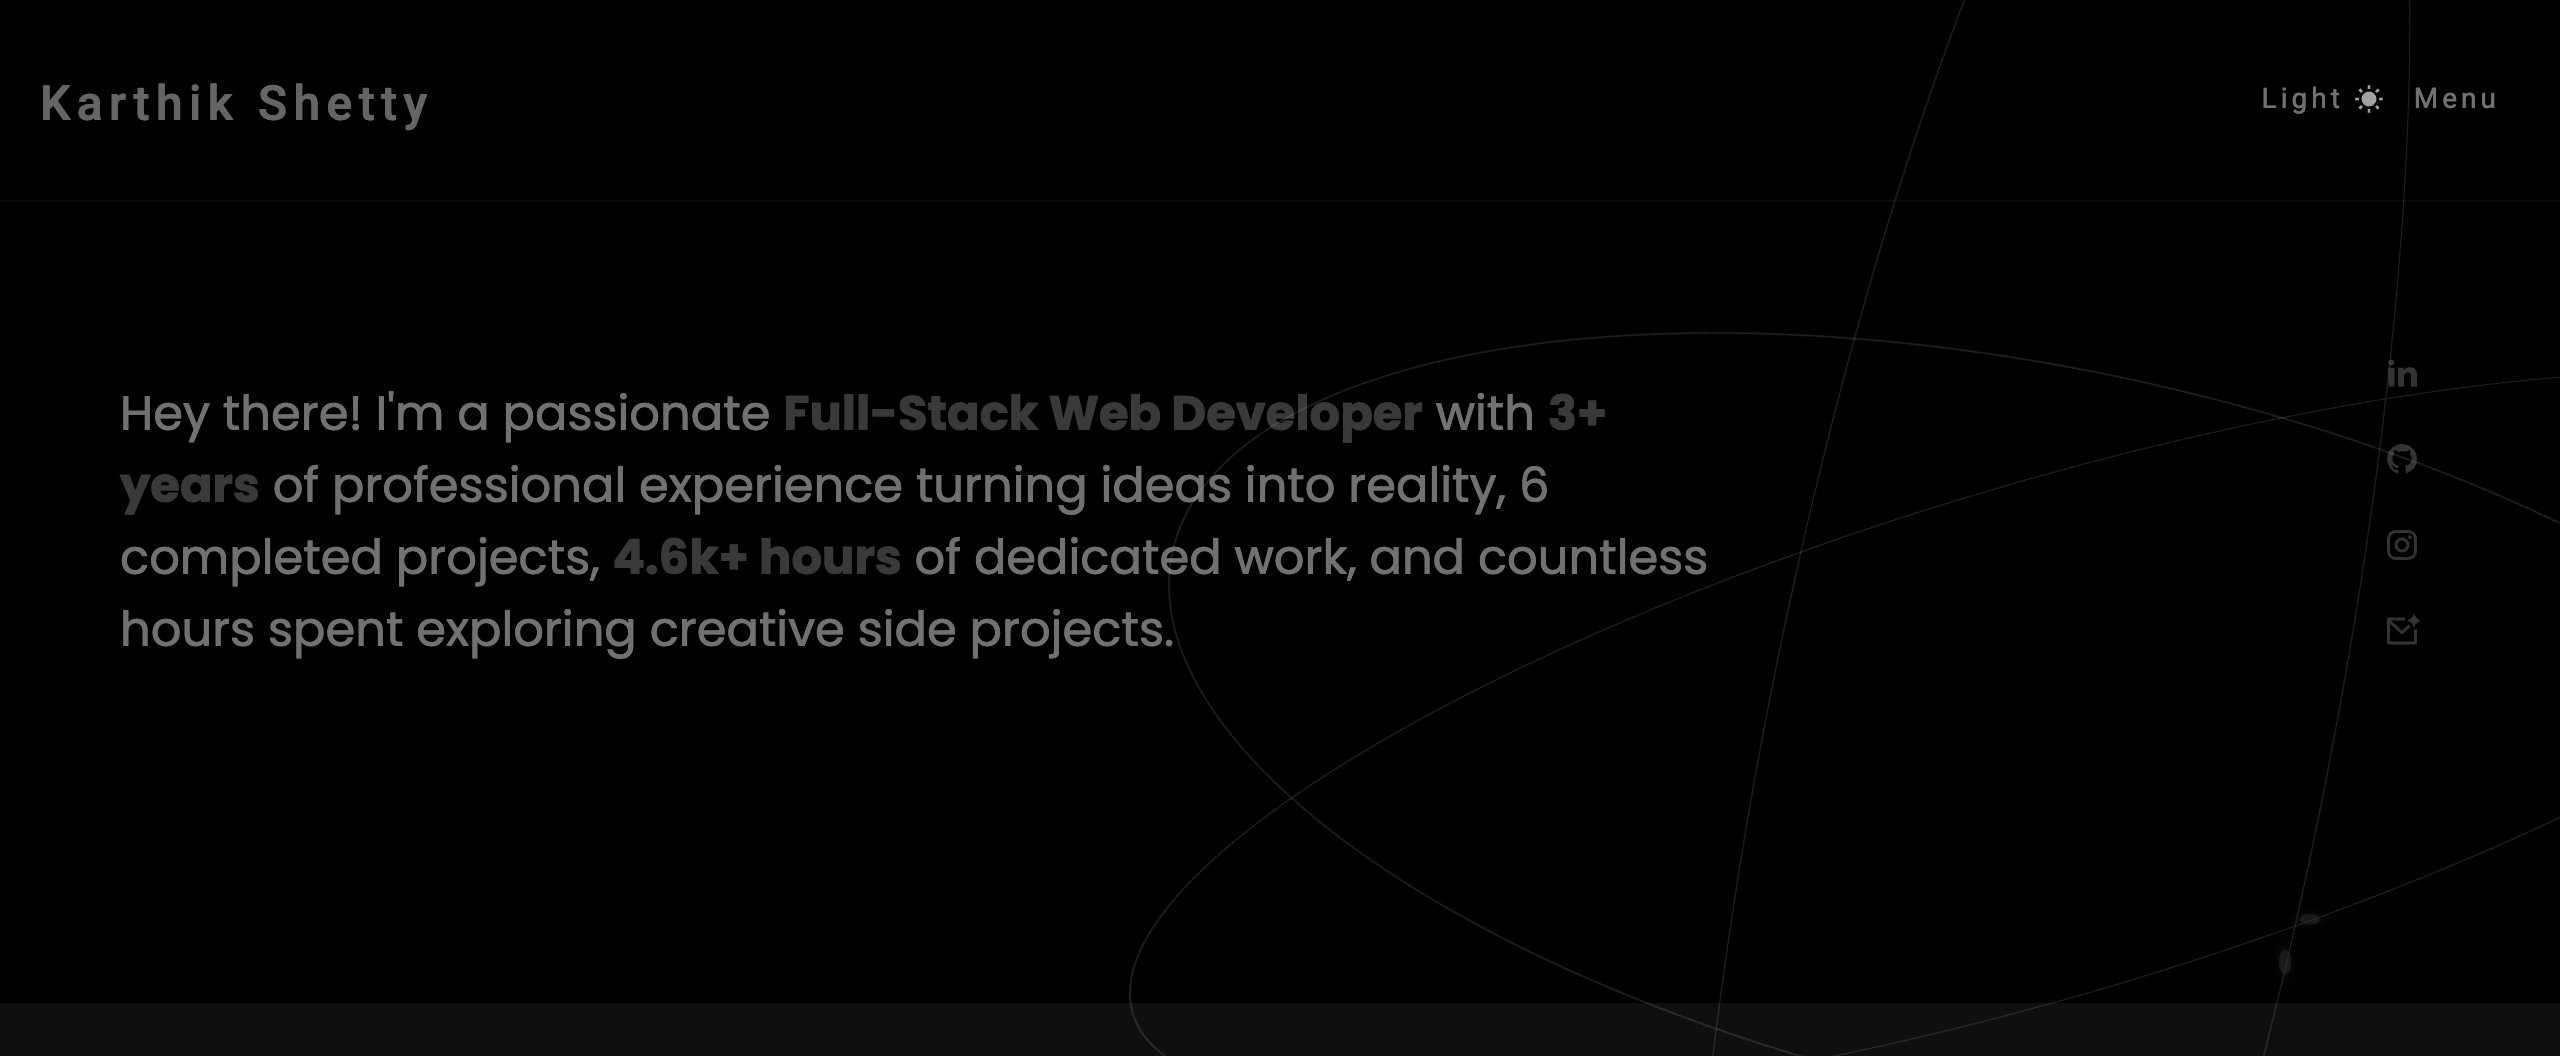 Karthik Shetty
Light Menu
Hey there! I'm a passionate Full-Stack Web Developer with 3+
years of professional experience turning ideas into reality, 6
completed projects, 4.6k+ hours of dedicated work, and countless
hours spent exploring creative side projects.
in